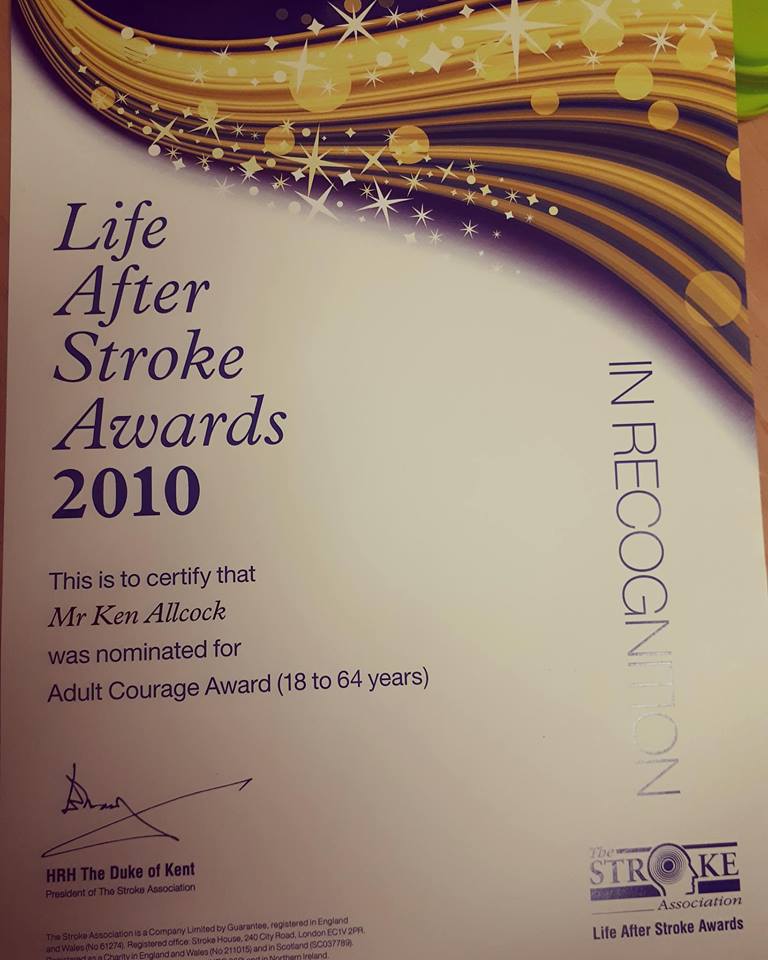 Life
After
Stroke
Awards
2010
IN RECOGNITION
This is to certify that
Mr Ken Allcock
was nominated for
Adult Courage Award (18 to 64 years)
HRH The Duke of Kent
President of The Stroke Association
The Stroke Association is a Company Limited by Guarantee, registered in England
and Wales (No 61274). Registered office: Stroke House, 240 City Road, London EC1V 2PR.
Registered as a Charity in England and Wales (No 211015) and in Scotland (SC037789).
in Northern Ireland.
The
STROKE
Association
Life After Stroke Awards